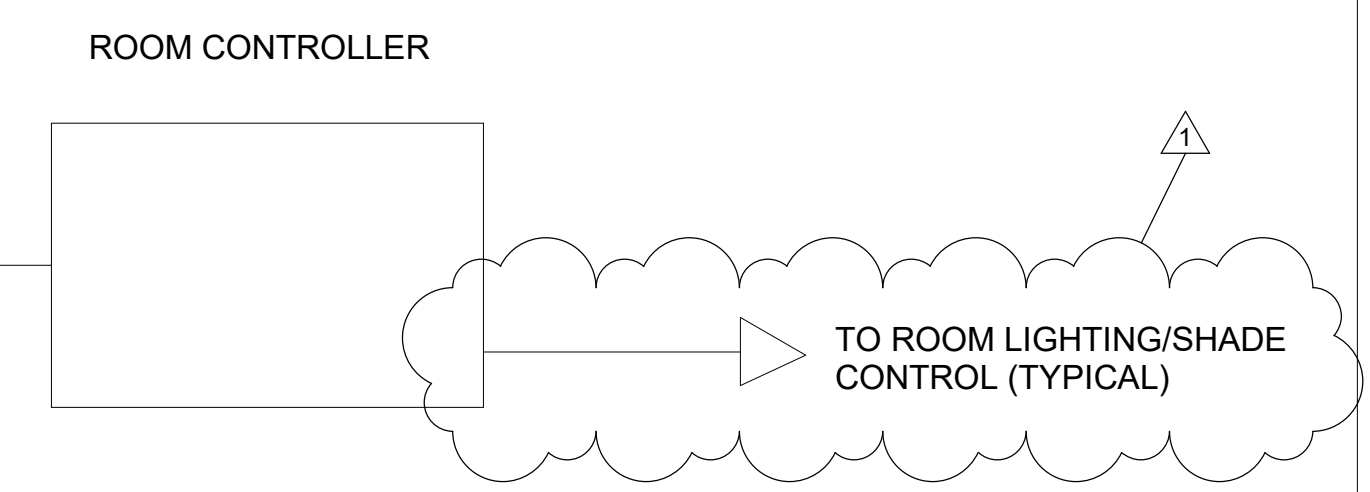 ROOM CONTROLLER
1
TO ROOM LIGHTING/SHADE
CONTROL (TYPICAL)